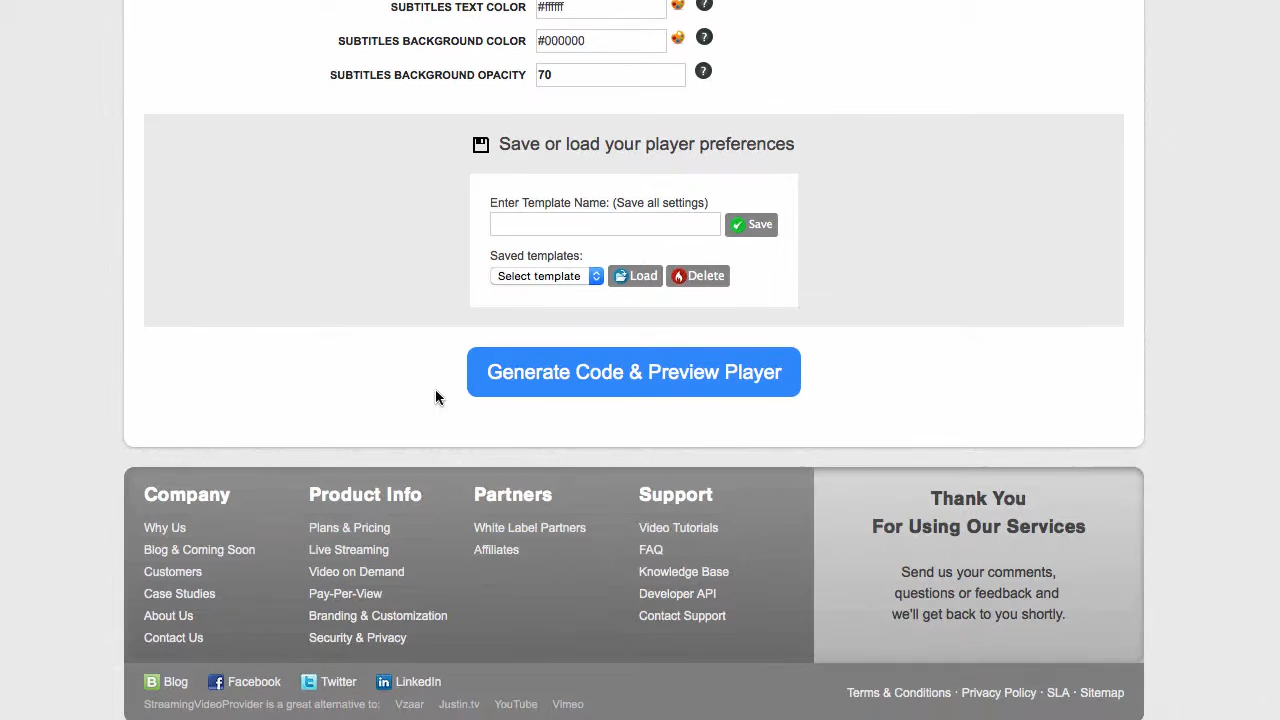 SUBTITLES TEXT COLOR #ffffff ?
SUBTITLES BACKGROUND COLOR #000000 ?
SUBTITLES BACKGROUND OPACITY 70 ?
Save or load your player preferences
Enter Template Name: (Save all settings)
Save
Saved templates:
Select template Load Delete
Generate Code & Preview Player
Company
Why Us
Blog & Coming Soon
Customers
Case Studies
About Us
Contact Us
Product Info
Plans & Pricing
Live Streaming
Video on Demand
Pay-Per-View
Branding & Customization
Security & Privacy
Partners
White Label Partners
Affiliates
Support
Video Tutorials
FAQ
Knowledge Base
Developer API
Contact Support
Thank You
For Using Our Services
Send us your comments,
questions or feedback and
we'll get back to you shortly.
B Blog f Facebook t Twitter in LinkedIn
StreamingVideoProvider is a great alternative to: Vzaar Justin.tv YouTube Vimeo
Terms & Conditions · Privacy Policy · SLA · Sitemap